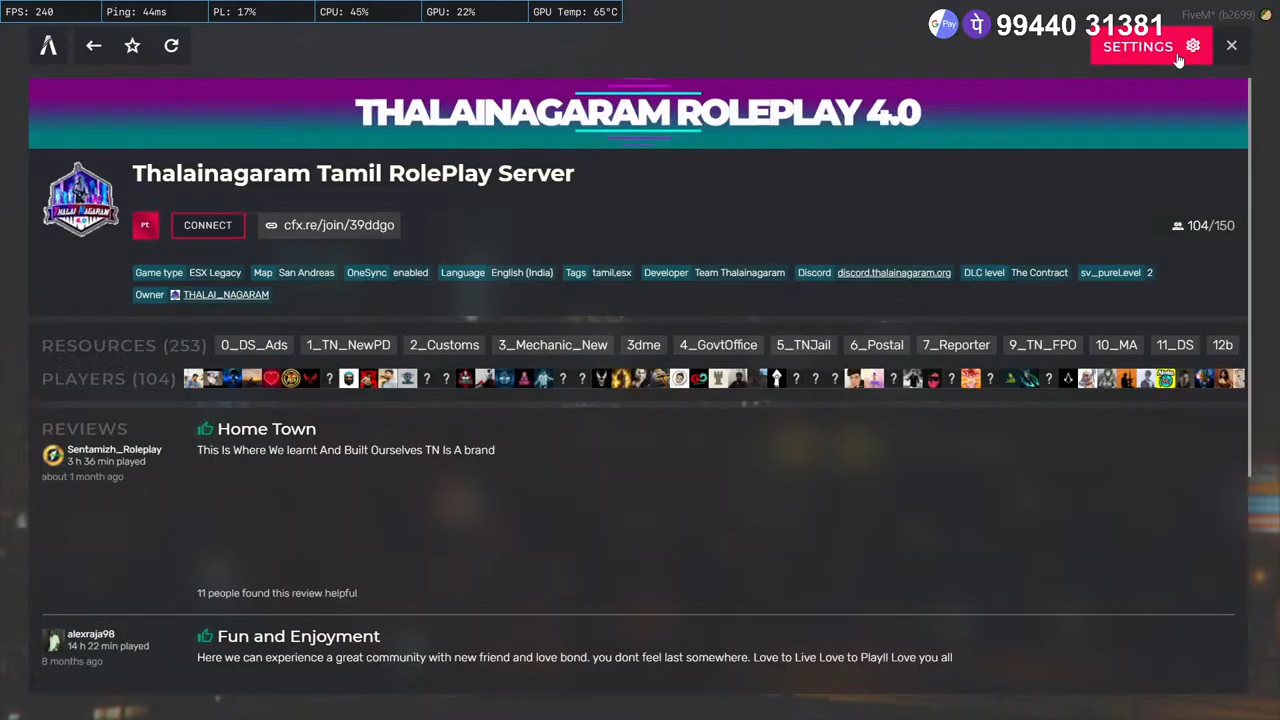 FPS: 240 Ping: 44ms PL: 17% CPU: 45% GPU: 22% GPU Temp: 65°C
G Pay पे 99440 31381
FiveM* (b2699)
SETTINGS
THALAINAGARAM ROLEPLAY 4.0
Thalainagaram Tamil RolePlay Server
THALAI NAGARAM
Pt CONNECT cfx.re/join/39ddgo 104/150
Game type ESX Legacy Map San Andreas OneSync enabled Language English (India) Tags tamil,esx Developer Team Thalainagaram Discord discord.thalainagaram.org DLC level The Contract sv_pureLevel 2
Owner THALAI_NAGARAM
RESOURCES (253) 0_DS_Ads 1_TN_NewPD 2_Customs 3_Mechanic_New 3dme 4_GovtOffice 5_TNJail 6_Postal 7_Reporter 9_TN_FPO 10_MA 11_DS 12b
PLAYERS (104) ? ? ? ? ? ? ? ? ? ? ?
REVIEWS
Home Town
Sentamizh_Roleplay
This Is Where We learnt And Built Ourselves TN Is A brand
3 h 36 min played
about 1 month ago
11 people found this review helpful
Fun and Enjoyment
alexraja98
14 h 22 min played
Here we can experience a great community with new friend and love bond. you dont feel last somewhere. Love to Live Love to Play!! Love you all
8 months ago